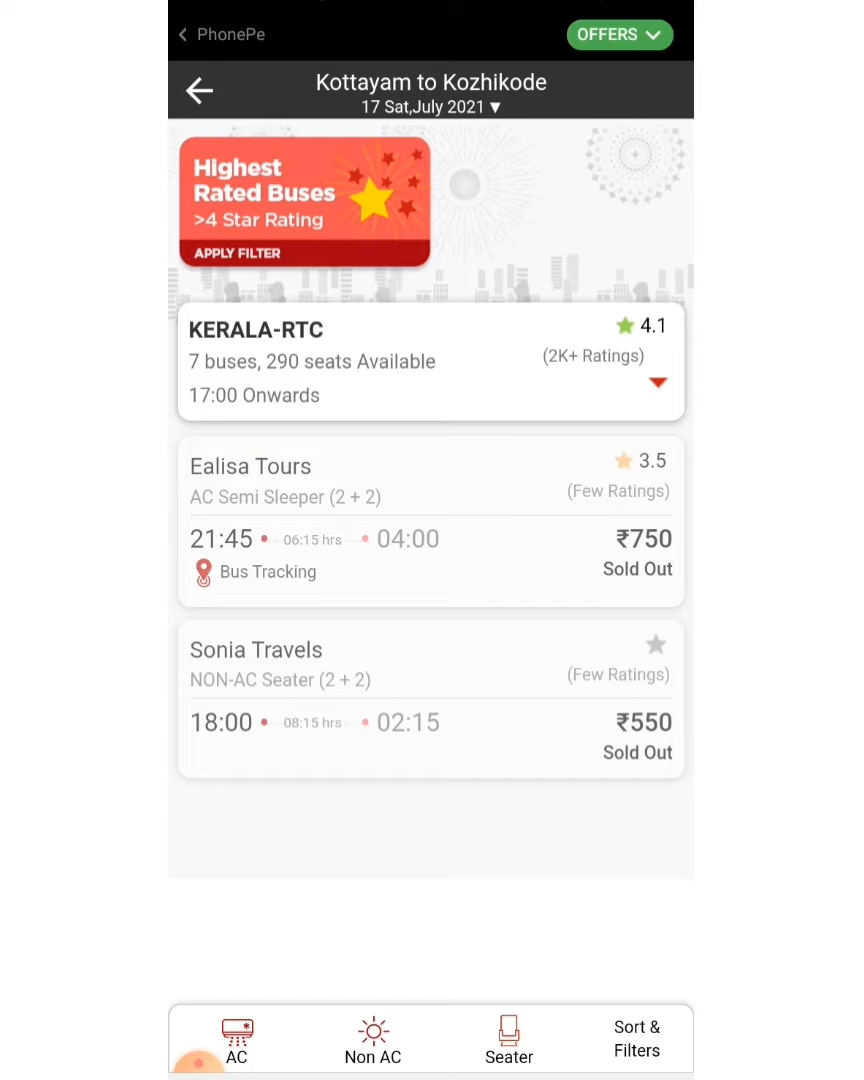 PhonePe
OFFERS
Kottayam to Kozhikode
17 Sat,July 2021 ▼
Highest
Rated Buses
>4 Star Rating
APPLY FILTER
KERALA-RTC
4.1
7 buses, 290 seats Available
(2K+ Ratings)
17:00 Onwards
Ealisa Tours
3.5
AC Semi Sleeper (2 + 2)
(Few Ratings)
21:45 06:15 hrs 04:00
₹750
Bus Tracking
Sold Out
Sonia Travels
NON-AC Seater (2 + 2)
(Few Ratings)
18:00 08:15 hrs 02:15
₹550
Sold Out
AC
Non AC
Seater
Sort &
Filters